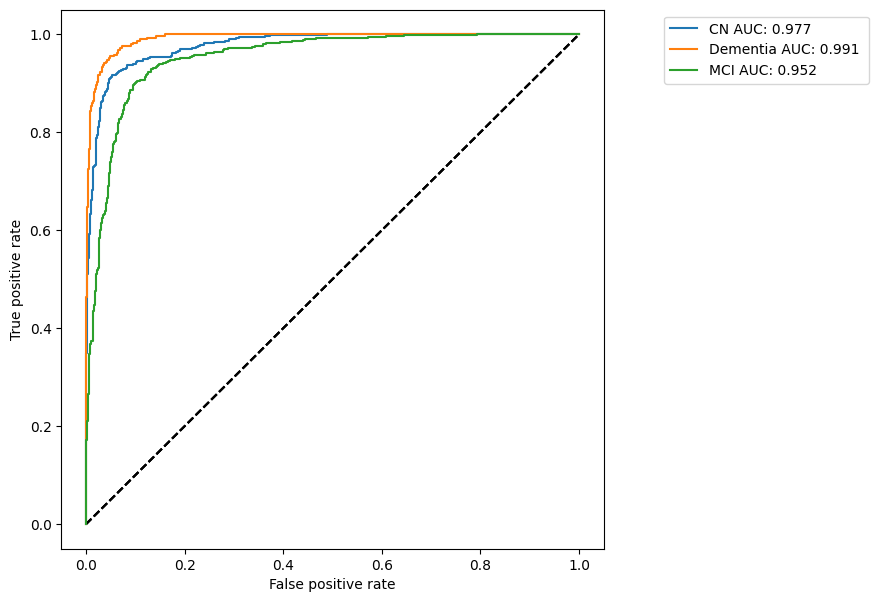 CN AUC: 0.977
Dementia AUC: 0.991
MCI AUC: 0.952
True positive rate
1.0
0.8
0.6
0.4
0.2
0.0
0.0 0.2 0.4 0.6 0.8 1.0
False positive rate